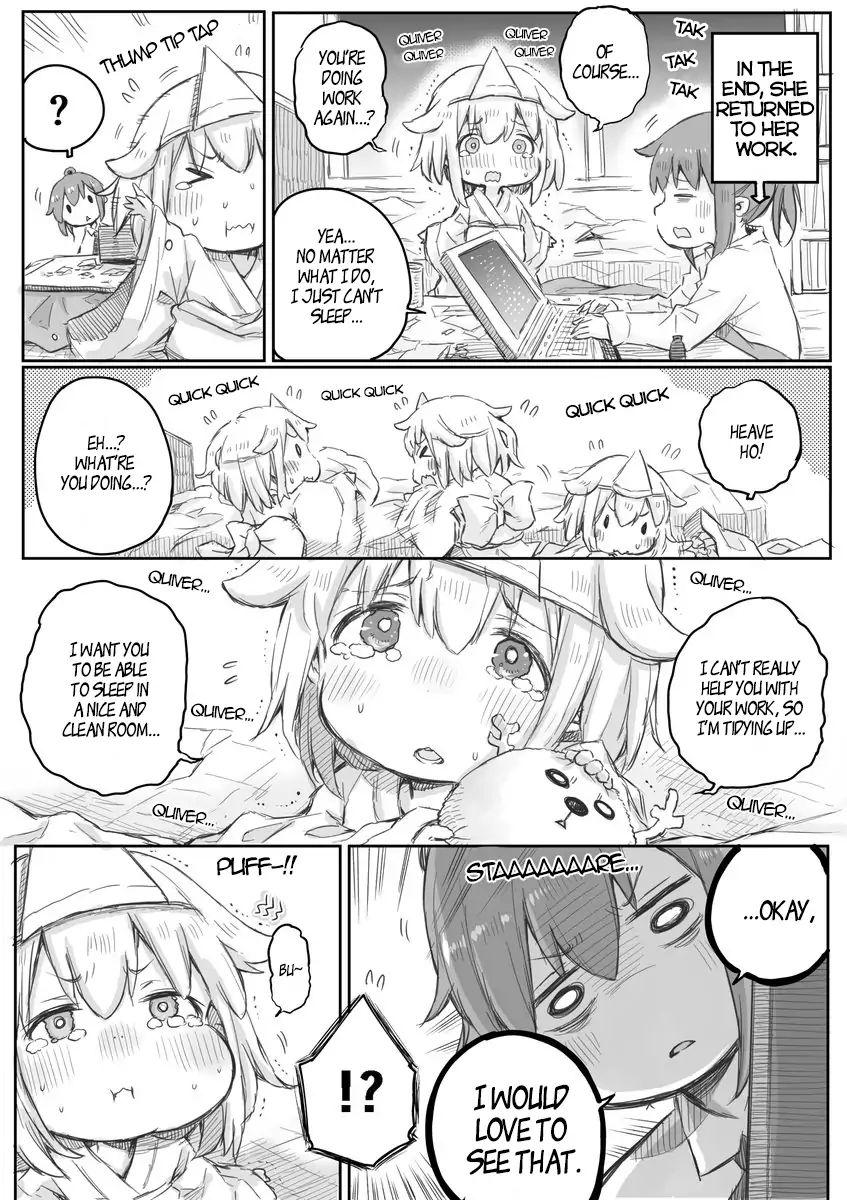 IN THE
END, SHE
RETURNED
TO HER
WORK.
TAK
TAK
TAK
OF
COURSE...
QUIVER
QUIVER
QUIVER
QUIVER
YOU'RE
DOING
WORK
AGAIN...?
YEA...
NO MATTER
WHAT I DO,
I JUST CAN'T
SLEEP...
THUMP TIP TAP
?
HEAVE
HO!
QUICK QUICK
QUICK QUICK
QUICK QUICK
EH...?
WHAT'RE
YOU DOING...?
QUIVER...
I CAN'T REALLY
HELP YOU WITH
YOUR WORK, SO
I'M TIDYING UP...
QUIVER...
QUIVER...
I WANT YOU
TO BE ABLE
TO SLEEP IN
A NICE AND
CLEAN ROOM...
QUIVER...
QUIVER...
STAAAAAAARE...
...OKAY,
I WOULD
LOVE TO
SEE THAT.
!?
PUFF-!!
BU~